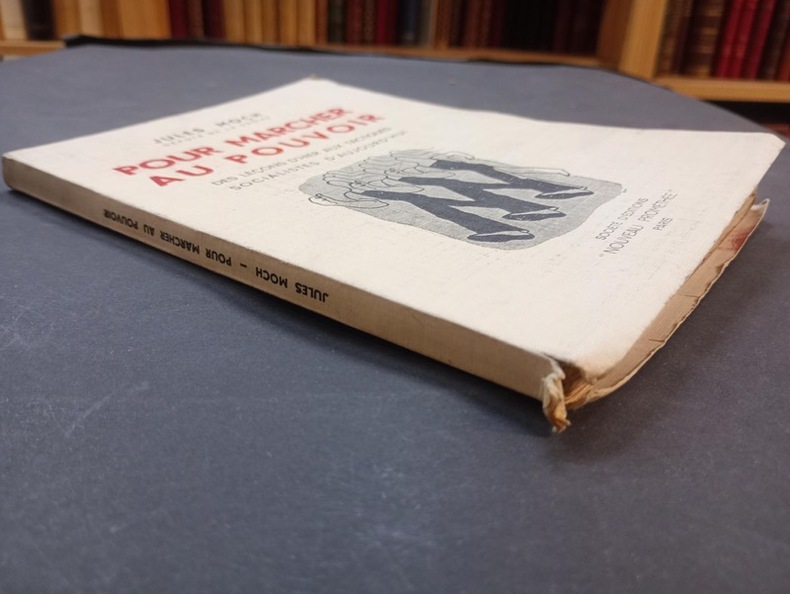 JULES MOCH
POUR MARCHER
AU POUVOIR
DES LEÇONS D'HIER AUX TACTIQUES
SOCIALISTES D'AUJOURD'HUI
SOCIÉTÉ D'ÉDITIONS
"NOUVEAU PROMÉTHÉE"
PARIS
JULES MOCH — POUR MARCHER AU POUVOIR